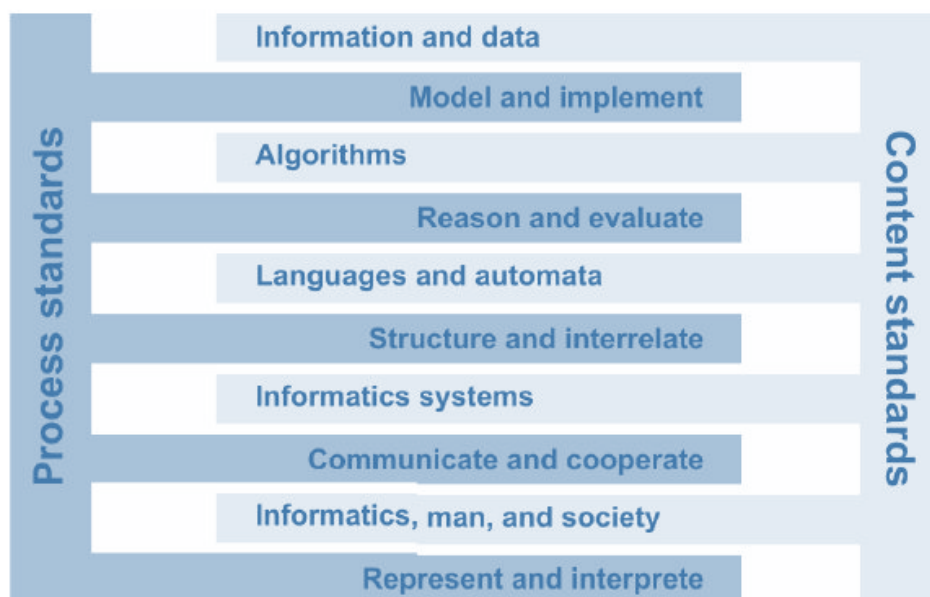 Process standards
Information and data
Model and implement
Algorithms
Reason and evaluate
Languages and automata
Structure and interrelate
Informatics systems
Communicate and cooperate
Informatics, man, and society
Represent and interprete
Content standards